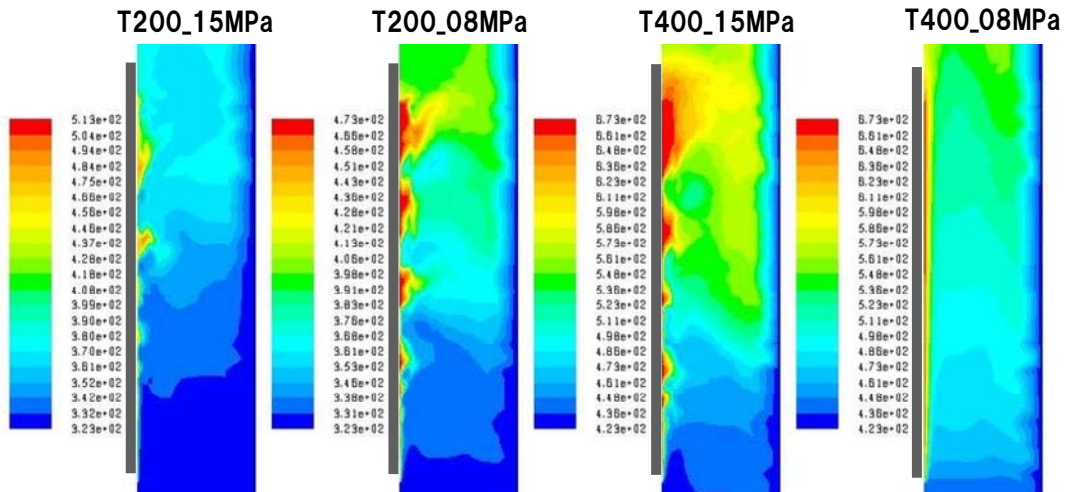 T200_15MPa
T200_08MPa
T400_15MPa
T400_08MPa
5.13e+02
5.04e+02
4.94e+02
4.84e+02
4.75e+02
4.66e+02
4.56e+02
4.46e+02
4.37e+02
4.28e+02
4.18e+02
4.08e+02
3.99e+02
3.90e+02
3.80e+02
3.70e+02
3.61e+02
3.52e+02
3.42e+02
3.32e+02
3.23e+02
4.73e+02
4.66e+02
4.58e+02
4.51e+02
4.43e+02
4.36e+02
4.28e+02
4.21e+02
4.13e+02
4.06e+02
3.98e+02
3.91e+02
3.83e+02
3.76e+02
3.68e+02
3.61e+02
3.53e+02
3.46e+02
3.38e+02
3.31e+02
3.23e+02
6.73e+02
6.61e+02
6.48e+02
6.36e+02
6.23e+02
6.11e+02
5.98e+02
5.86e+02
5.73e+02
5.61e+02
5.48e+02
5.36e+02
5.23e+02
5.11e+02
4.98e+02
4.86e+02
4.73e+02
4.61e+02
4.48e+02
4.36e+02
4.23e+02
6.73e+02
6.61e+02
6.48e+02
6.36e+02
6.23e+02
6.11e+02
5.98e+02
5.86e+02
5.73e+02
5.61e+02
5.48e+02
5.36e+02
5.23e+02
5.11e+02
4.98e+02
4.86e+02
4.73e+02
4.61e+02
4.48e+02
4.36e+02
4.23e+02